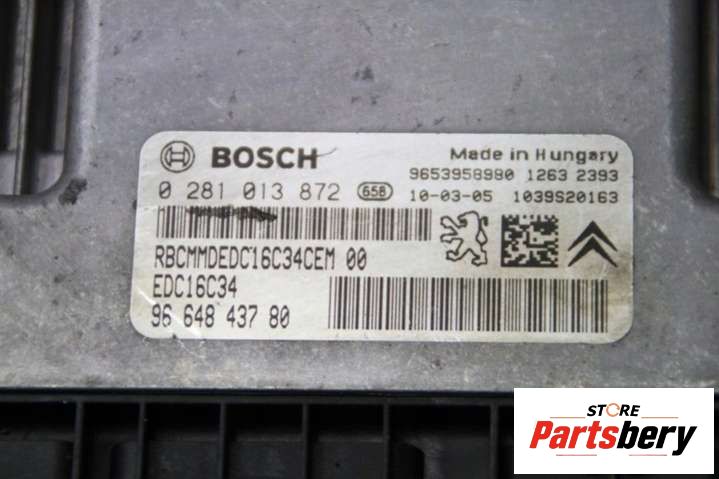 BOSCH Made in Hungary
9653958980 1263 2393
0 281 013 872 658 10-03-05 1039S20163
RBCMMDEDC16C34CEM 00
EDC16C34
96 648 437 80
STORE
Partsbery